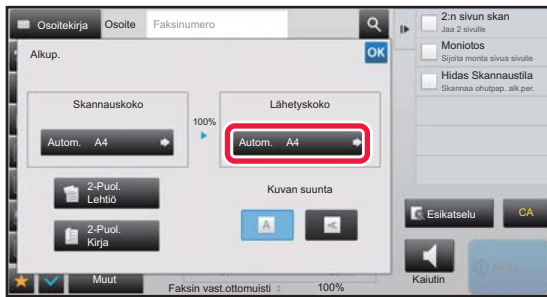 Osoitekirja
Osoite
Faksinumero
Alkup.
OK
Skannauskoko
Lähetyskoko
100%
Autom. A4
Autom. A4
2-Puol.
Lehtiö
2-Puol.
Kirja
Kuvan suunta
A
A
Muut
Faksin vast.ottomuisti : 100%
2:n sivun skan
Jaa 2 sivulle
Moniotos
Sijoita monta sivua sivulle
Hidas Skannaustila
Skannaa ohutpap. alk.per.
Esikatselu
CA
Kaiutin
Aloita